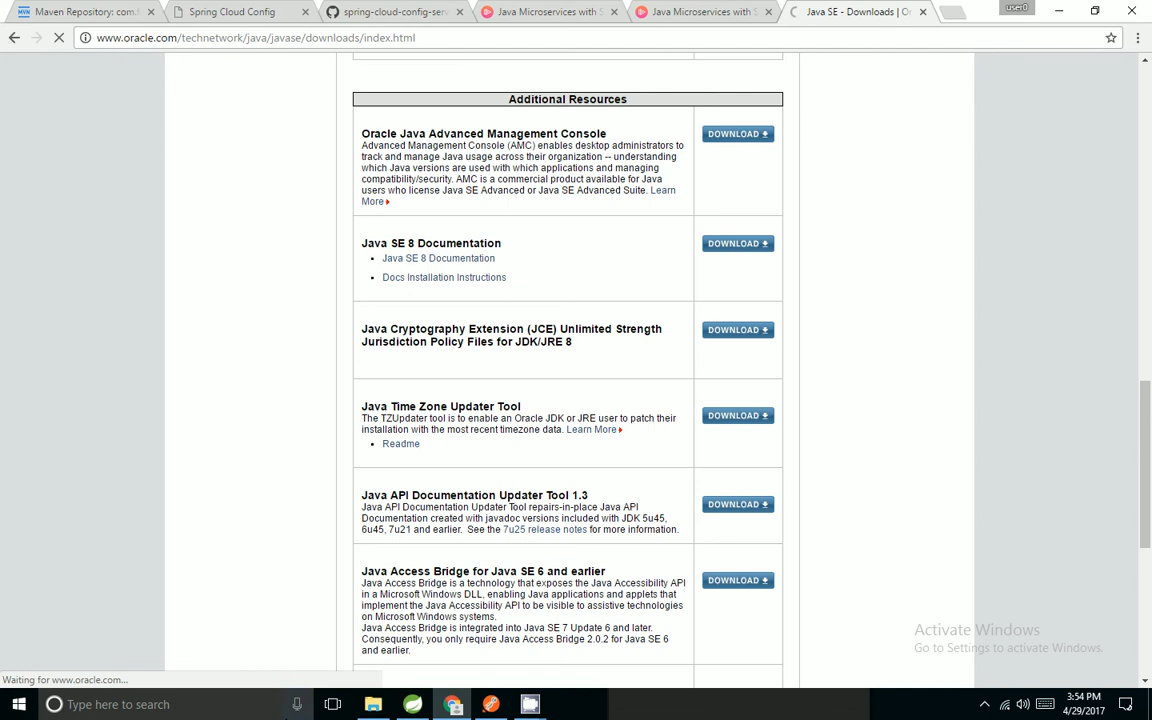 Maven Repository: com.f
Spring Cloud Config
spring-cloud-config-serv
Java Microservices with S
Java Microservices with S
Java SE - Downloads | O
user0
www.oracle.com/technetwork/java/javase/downloads/index.html
Additional Resources
Oracle Java Advanced Management Console
DOWNLOAD
Advanced Management Console (AMC) enables desktop administrators to
track and manage Java usage across their organization -- understanding
which Java versions are used with which applications and managing
compatibility/security. AMC is a commercial product available for Java
users who license Java SE Advanced or Java SE Advanced Suite. Learn
More
Java SE 8 Documentation
DOWNLOAD
• Java SE 8 Documentation
• Docs Installation Instructions
Java Cryptography Extension (JCE) Unlimited Strength
Jurisdiction Policy Files for JDK/JRE 8
DOWNLOAD
Java Time Zone Updater Tool
DOWNLOAD
The TZUpdater tool is to enable an Oracle JDK or JRE user to patch their
installation with the most recent timezone data. Learn More
• Readme
Java API Documentation Updater Tool 1.3
DOWNLOAD
Java API Documentation Updater Tool repairs-in-place Java API
Documentation created with javadoc versions included with JDK 5u45,
6u45, 7u21 and earlier. See the 7u25 release notes for more information.
Java Access Bridge for Java SE 6 and earlier
DOWNLOAD
Java Access Bridge is a technology that exposes the Java Accessibility API
in a Microsoft Windows DLL, enabling Java applications and applets that
implement the Java Accessibility API to be visible to assistive technologies
on Microsoft Windows systems.
Java Access Bridge is integrated into Java SE 7 Update 6 and later.
Consequently, you only require Java Access Bridge 2.0.2 for Java SE 6
and earlier.
Activate Windows
Go to Settings to activate Windows.
Waiting for www.oracle.com...
Type here to search
3:54 PM
4/29/2017